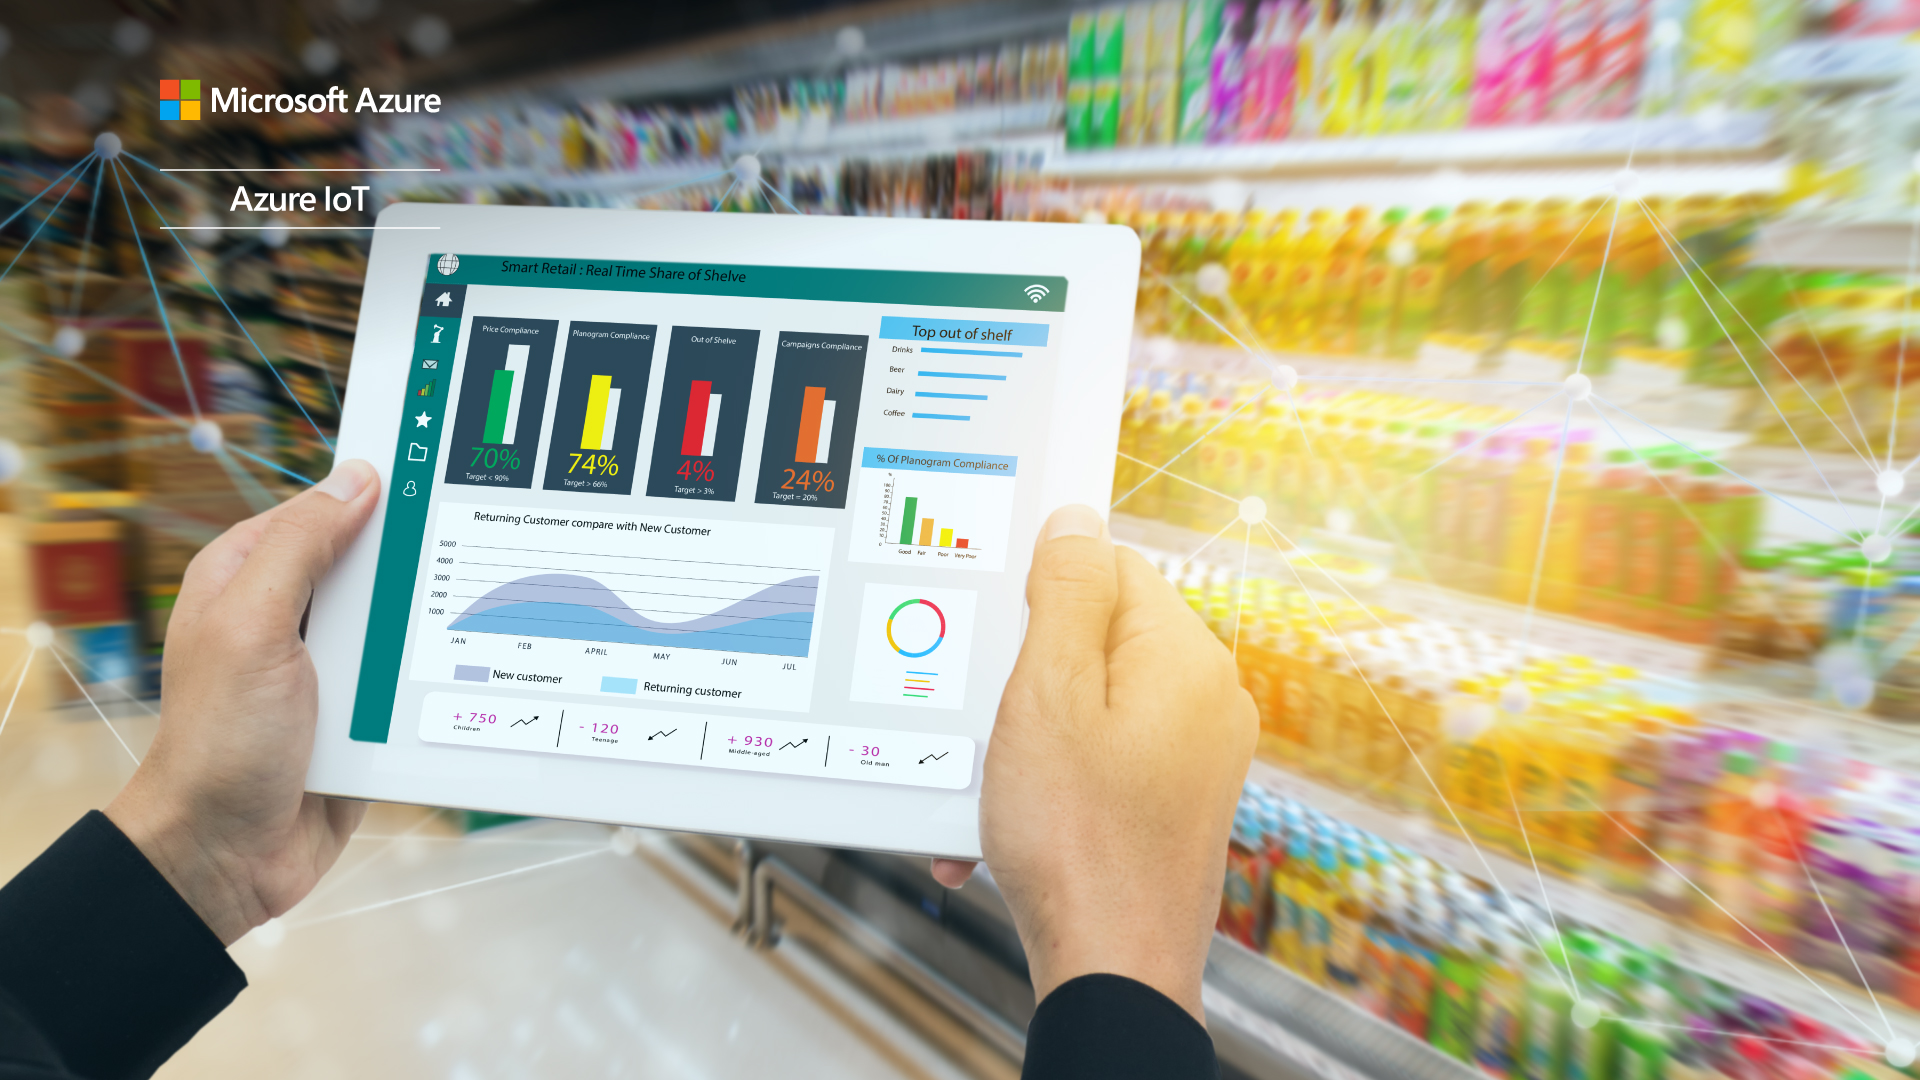 Microsoft Azure
Azure IoT
Smart Retail : Real Time Share of Shelve
Price Compliance
70%
Target < 90%
Planogram Compliance
74%
Target > 66%
Out of Shelve
4%
Target > 3%
Campaigns Compliance
24%
Target = 20%
Top out of shelf
Drinks
Beer
Dairy
Coffee
% Of Planogram Compliance
Good Fair Poor Very Poor
Returning Customer compare with New Customer
5000
4000
3000
2000
1000
JAN FEB APRIL MAY JUN JUL
New customer
Returning customer
+ 750
Children
- 120
Teenage
+ 930
Middle-aged
- 30
Old man